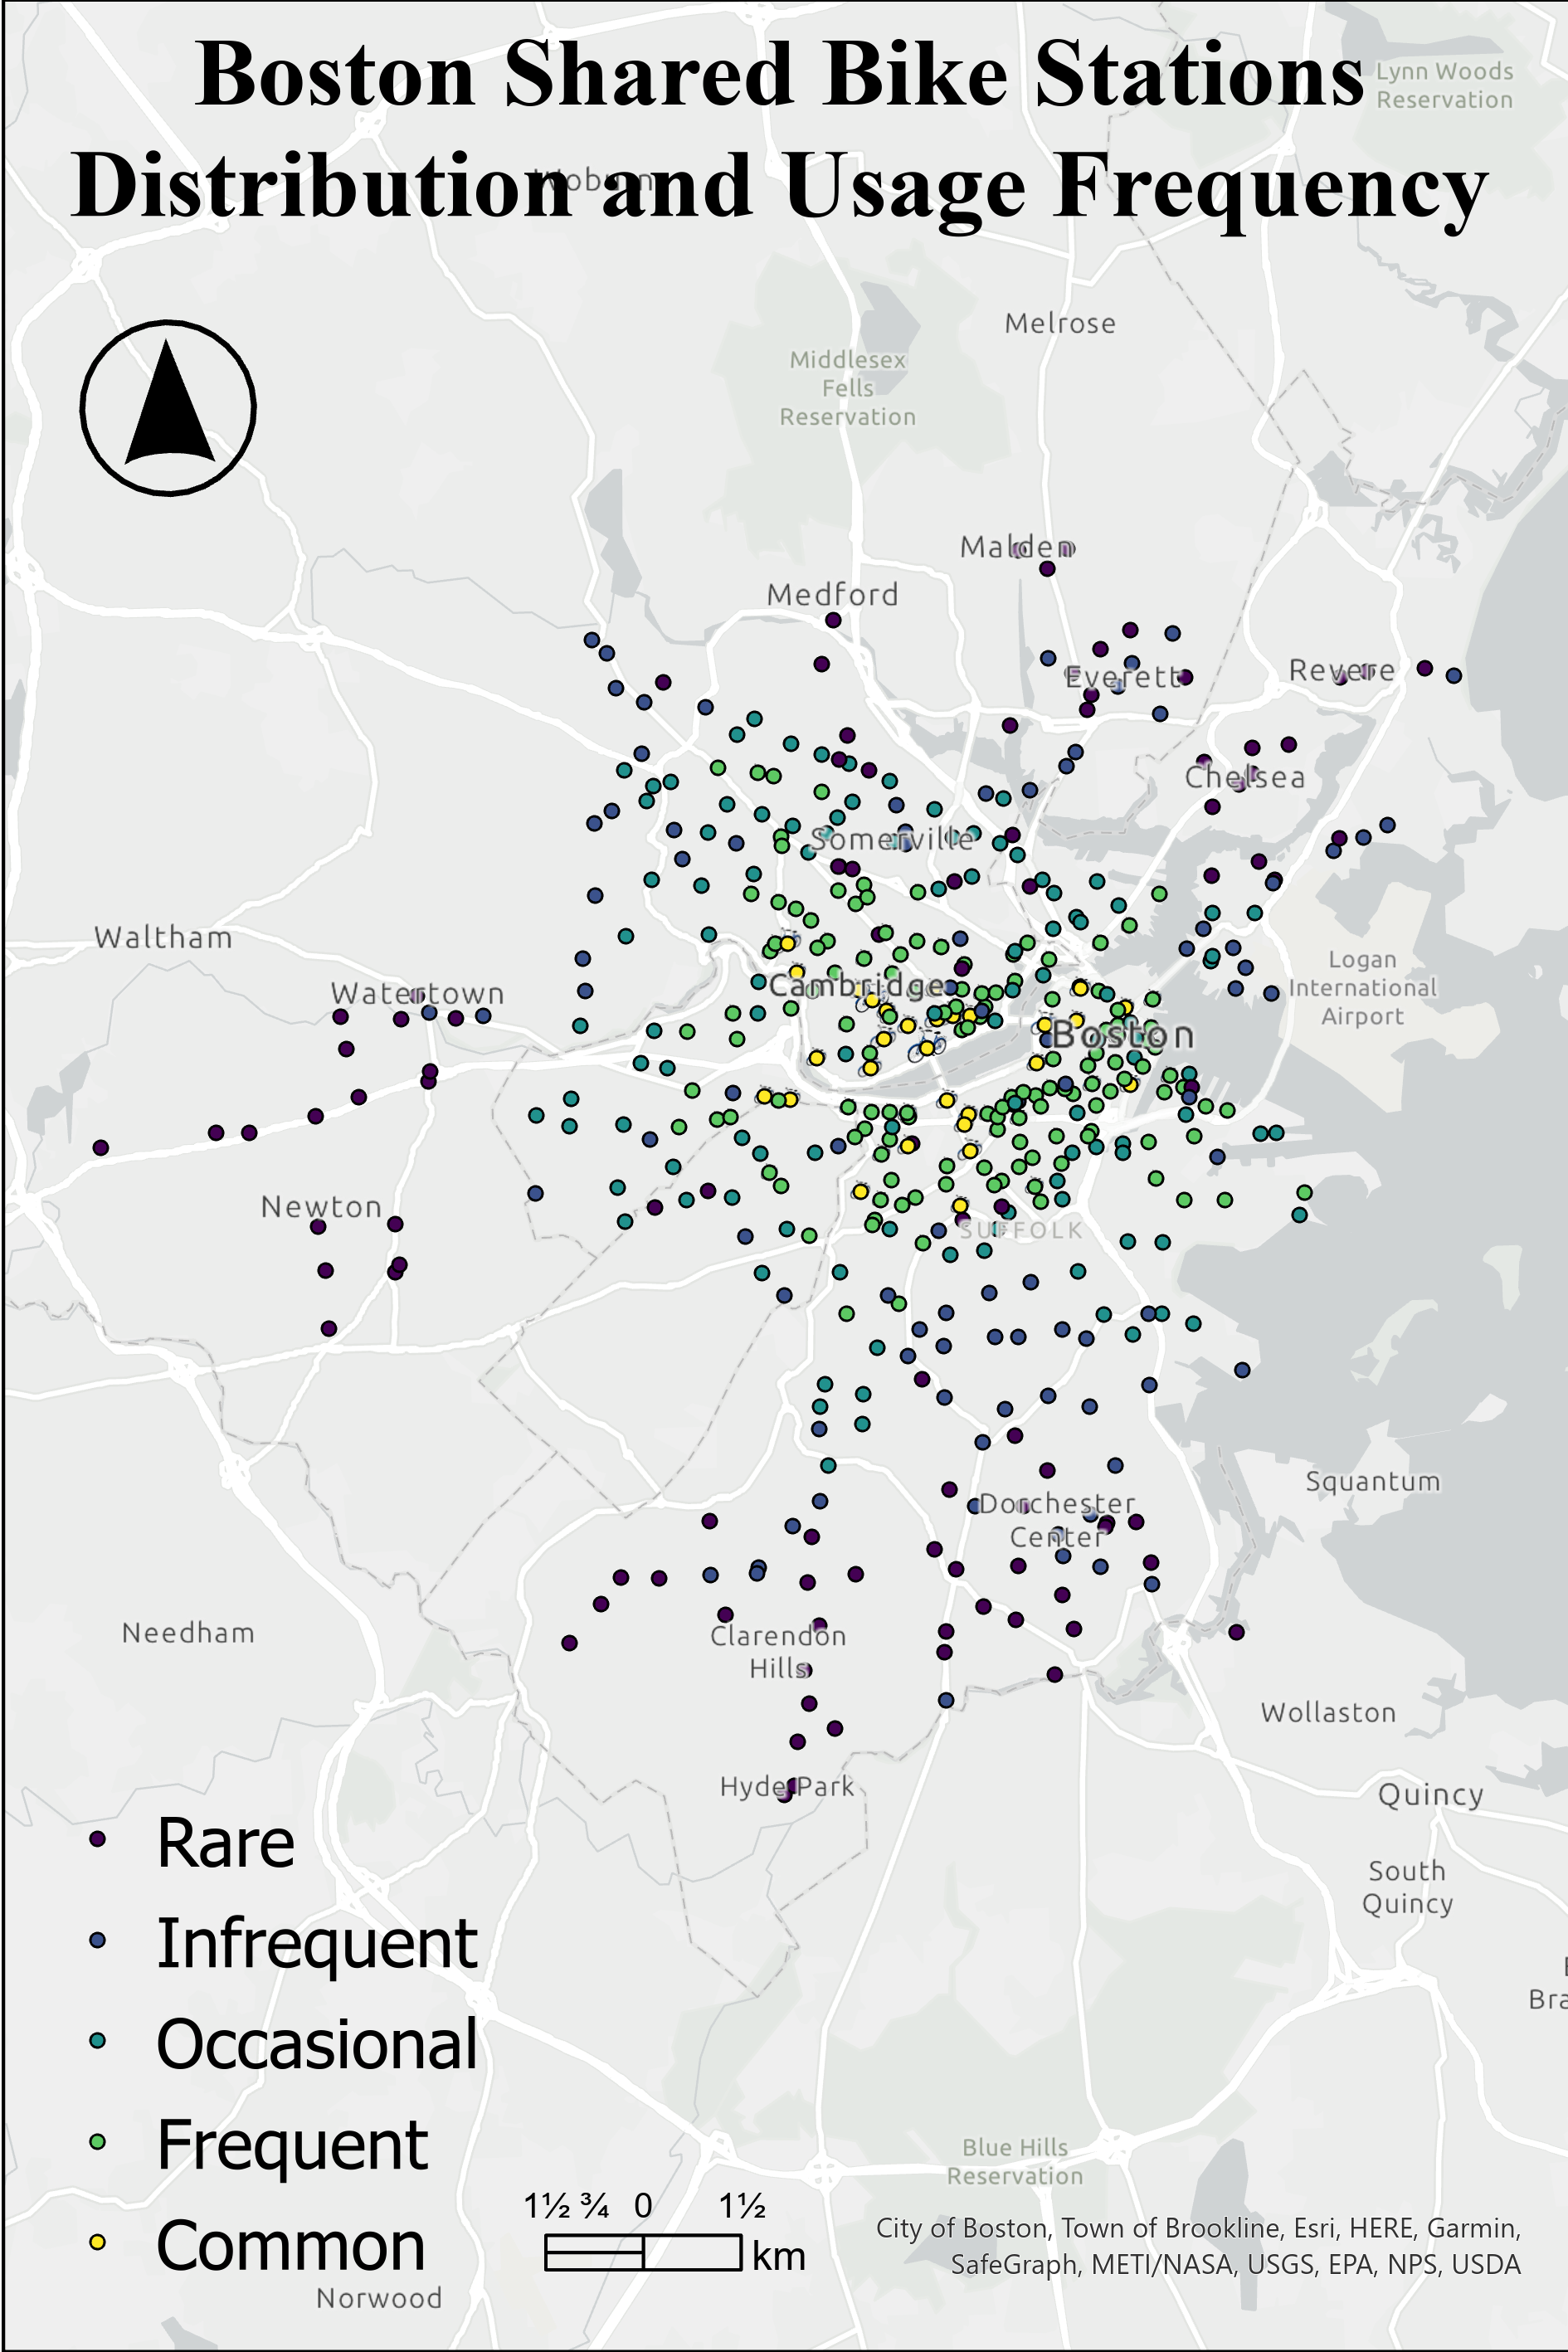 Boston Shared Bike Stations
Distribution and Usage Frequency
Lynn Woods
Reservation
Woburn
Melrose
Middlesex
Fells
Reservation
Malden
Medford
Everett
Revere
Chelsea
Somerville
Waltham
Logan
International
Airport
Watertown
Cambridge
Boston
Newton
SUFFOLK
Squantum
Dorchester
Center
Needham
Clarendon
Hills
Wollaston
Hyde Park
Quincy
South
Quincy
Rare
Infrequent
Occasional
Frequent
Common
Bra
Blue Hills
Reservation
1½ ¾ 0 1½
km
City of Boston, Town of Brookline, Esri, HERE, Garmin,
SafeGraph, METI/NASA, USGS, EPA, NPS, USDA
Norwood